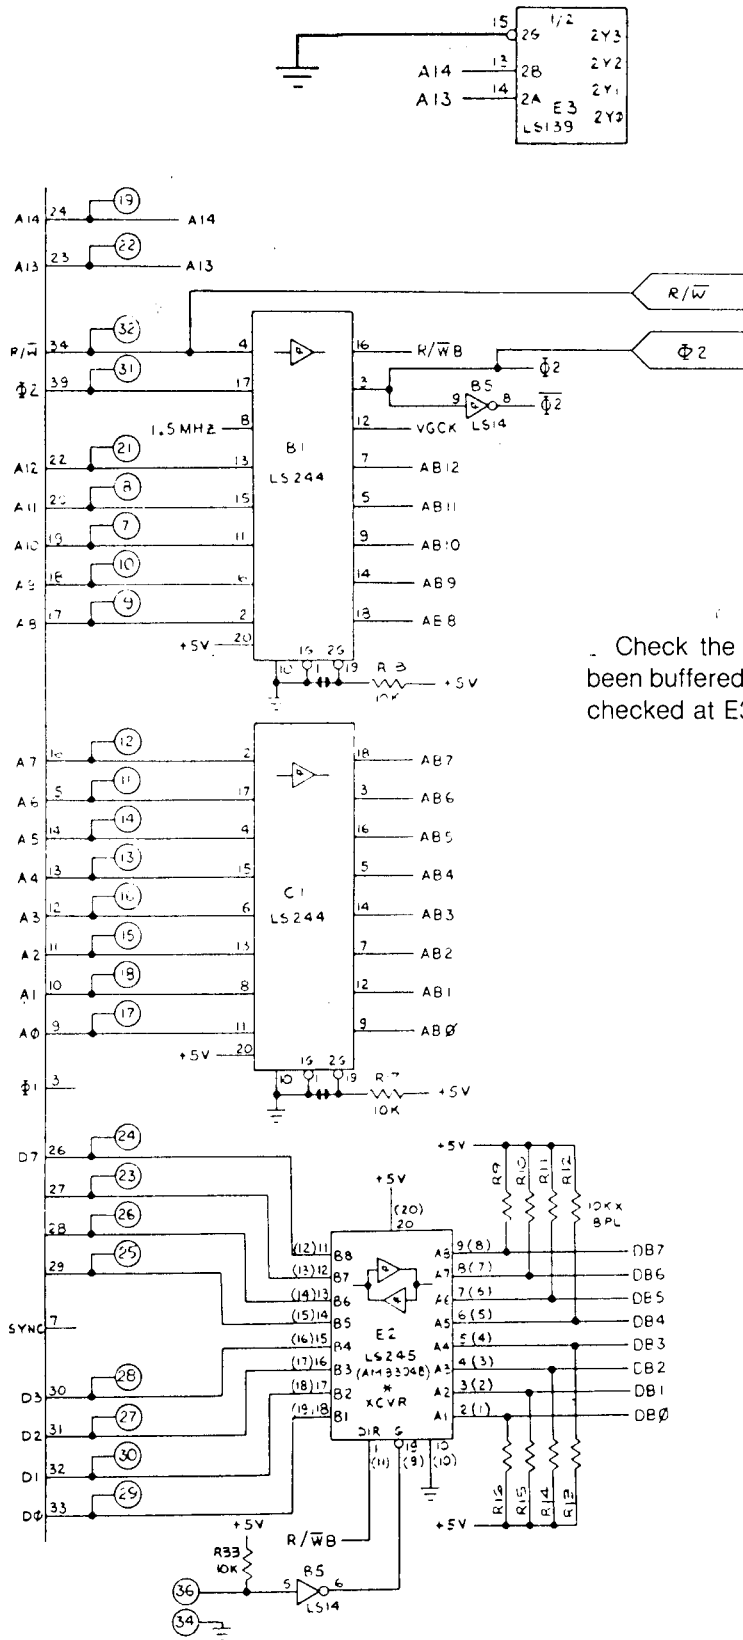 15 1/2
2G 2Y3
A14 13 2B 2Y2
A13 14 2A 2Y1
E3 2YØ
LS139
A14 24 19 A14
A13 23 22 A13
R/W̅
R/W̅ 34 32 4 16 R/W̅B
Φ2
Φ2 39 31 17 Φ2
B5
9 8 Φ̅2̅
LS14
1.5MHZ 8 12 VGCK
B1
LS244
A12 22 21 13 7 AB12
A11 20 8 15 5 AB11
A10 19 7 11 9 AB10
A9 18 10 14 AB9
A8 17 9 2 18
+5V 20
1G 2G
10 1 19 +5V
10K
Check the
been buffered
checked at E3
A7 12 2 18 AB7
A6 11 17 3 AB6
A5 14 14 4 16 AB5
A4 13 13 15 5 AB4
C1
LS244
A3 12 16 6 14 AB3
A2 11 15 13 7 AB2
A1 10 18 8 12 AB1
AØ 9 17 11 9 ABØ
+5V 20
1G 2G
Φ1 3 10 1 19 R-7 +5V
10K
D7 26 24
27 23
28 26
29 25
SYNC 7
D3 30 28
D2 31 27
D1 32 30
DØ 33 29
+5V
(20)
20
+5V R9 R10 R11 R12
10K X
8PL
(12) 11 B8 A8 9 (8) DB7
(13) 12 B7 A7 8 (7) DB6
(14) 13 B6 A6 7 (6) DB5
(15) 14 B5 A5 6 (5) DB4
E2
(16) 15 B4 A4 5 (4) DB3
LS245
(17) 16 B3 A3 4 (3) DB2
(AM8304B)
*
(18) 17 B2 A2 3 (2) DB1
XCVR
(19) 18 B1 A1 2 (1) DBØ
DIR G
1 19 10
(11) (9) (10)
R16 R15 R14 R13
+5V
+5V
R/W̅B
R33
10K
B5
36 5 6
LS14
34